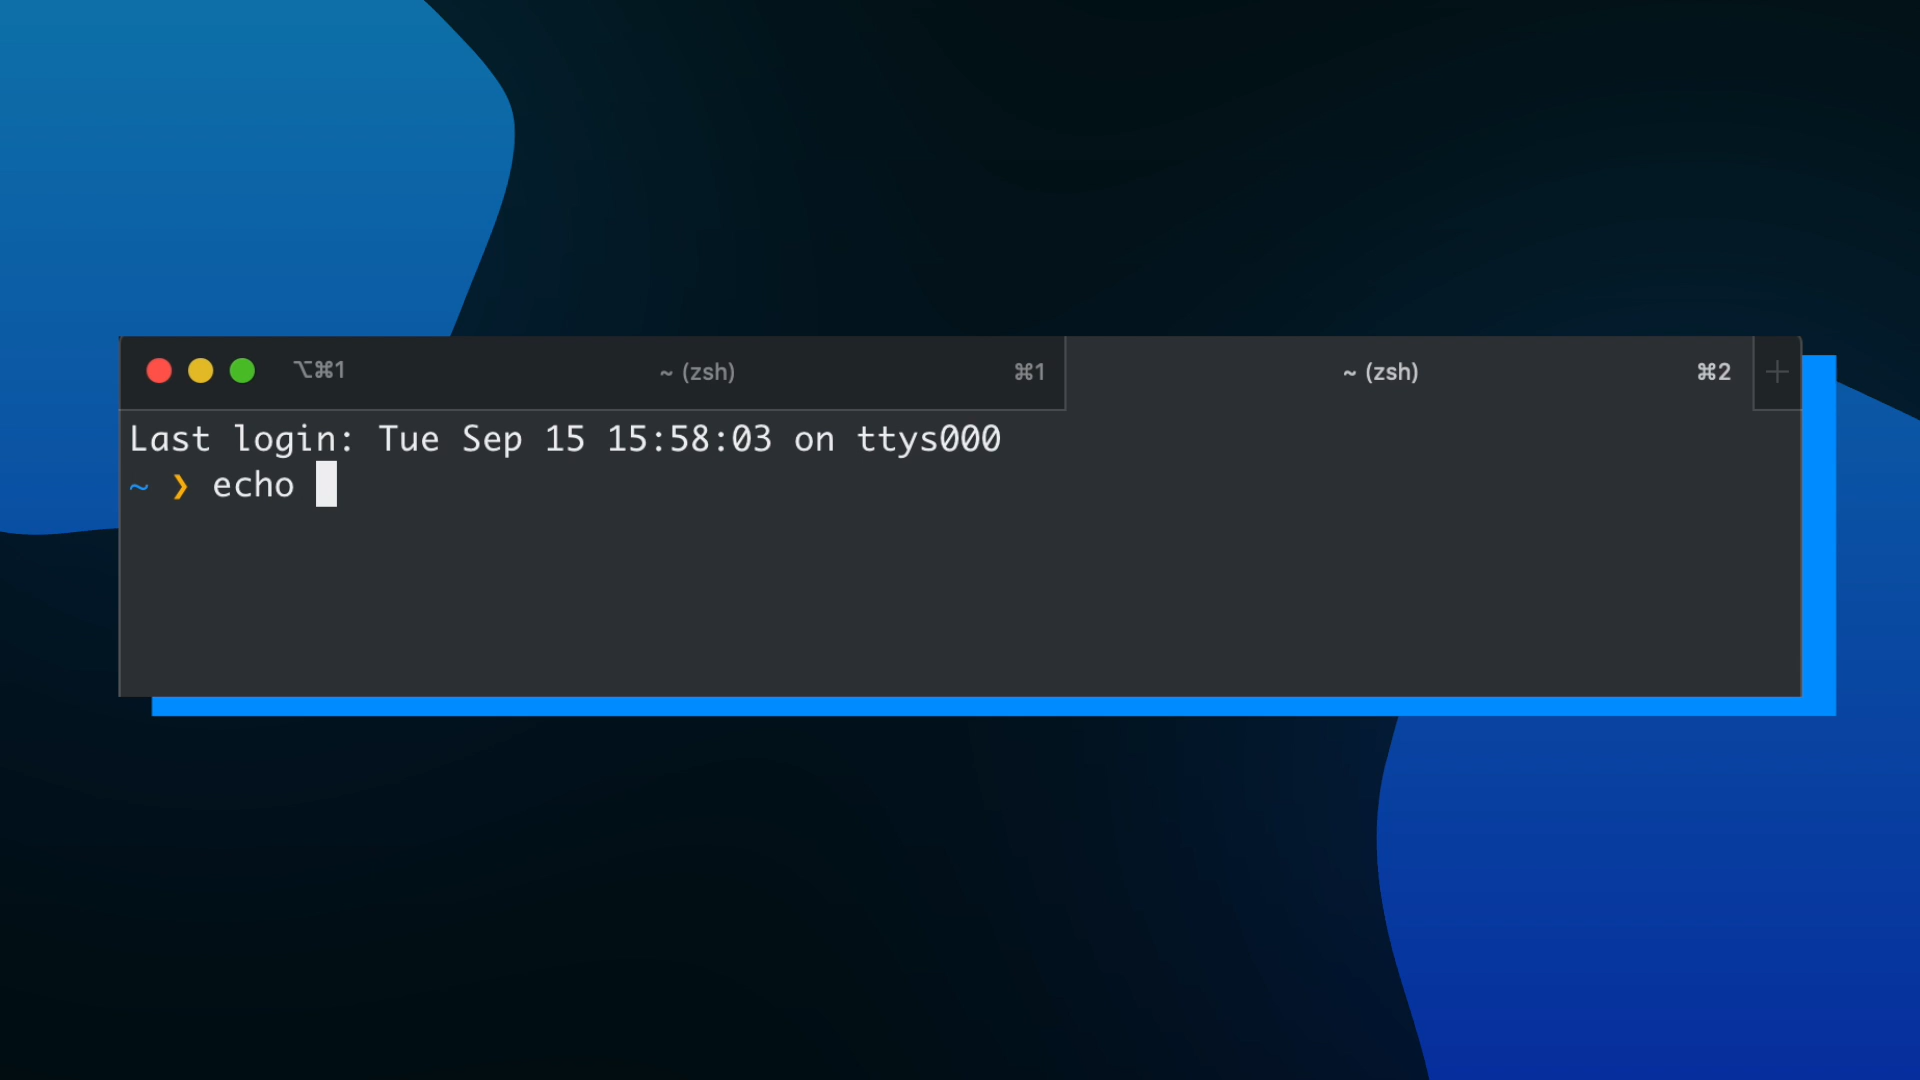 ⌥⌘1 ~ (zsh) ⌘1 ~ (zsh) ⌘2 +
Last login: Tue Sep 15 15:58:03 on ttys000
~ ❯ echo